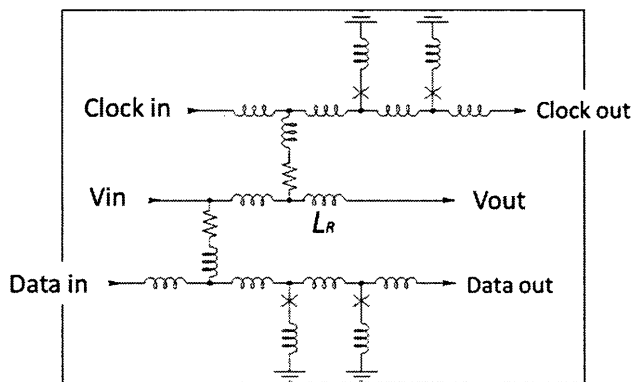 Clock in
Clock out
Vin
Vout
LR
Data in
Data out